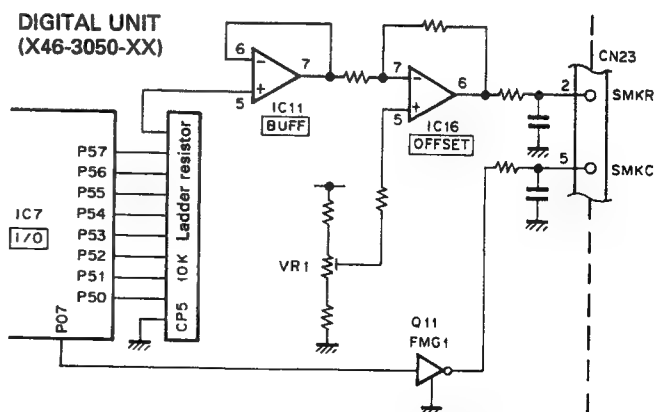 DIGITAL UNIT
(X46-3050-XX)
6
5
7
IC11
BUFF
7
5
6
IC16
OFFSET
CN23
2
SMKR
5
SMKC
IC7
I/O
P57
P56
P55
P54
P53
P52
P51
P50
P07
CP5 10K Ladder resistor
VR1
Q11
FMG1